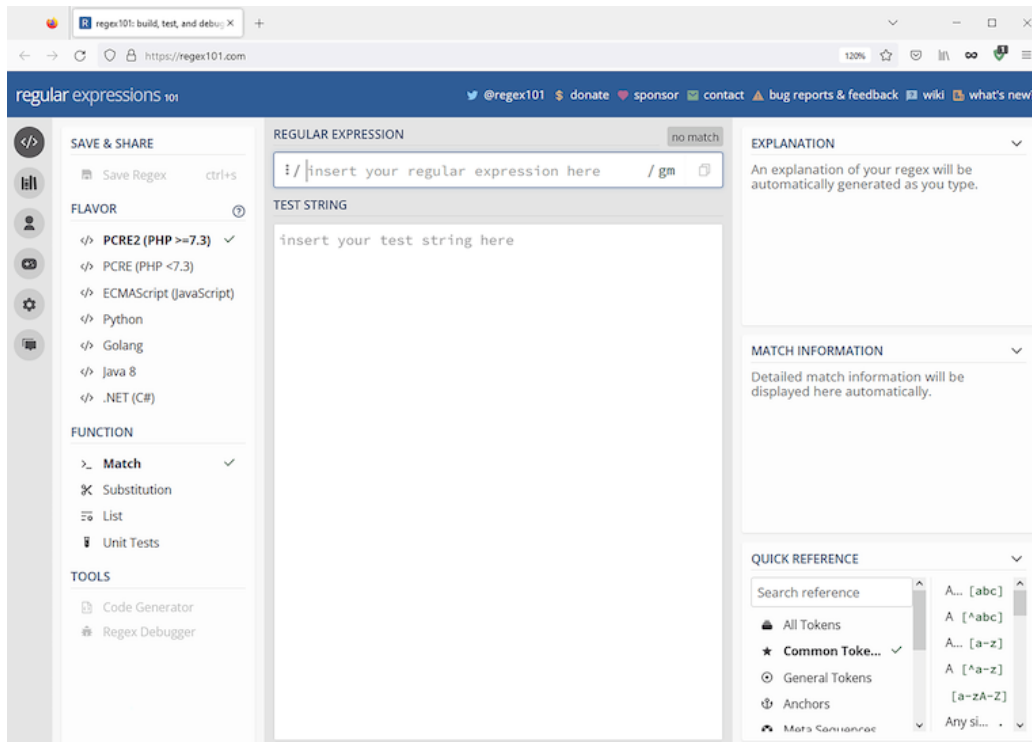 regex101: build, test, and debug
https://regex101.com
120%
1
regular expressions 101
@regex101 $ donate sponsor contact bug reports & feedback wiki what's new
SAVE & SHARE
Save Regex ctrl+s
FLAVOR
PCRE2 (PHP >=7.3)
PCRE (PHP <7.3)
ECMAScript (JavaScript)
Python
Golang
Java 8
.NET (C#)
FUNCTION
Match
Substitution
List
Unit Tests
TOOLS
Code Generator
Regex Debugger
REGULAR EXPRESSION
no match
/ insert your regular expression here / gm
TEST STRING
insert your test string here
EXPLANATION
An explanation of your regex will be
automatically generated as you type.
MATCH INFORMATION
Detailed match information will be
displayed here automatically.
QUICK REFERENCE
Search reference
All Tokens
Common Toke...
General Tokens
Anchors
Meta Sequences
A... [abc]
A [^abc]
A... [a-z]
A [^a-z]
[a-zA-Z]
Any si... .